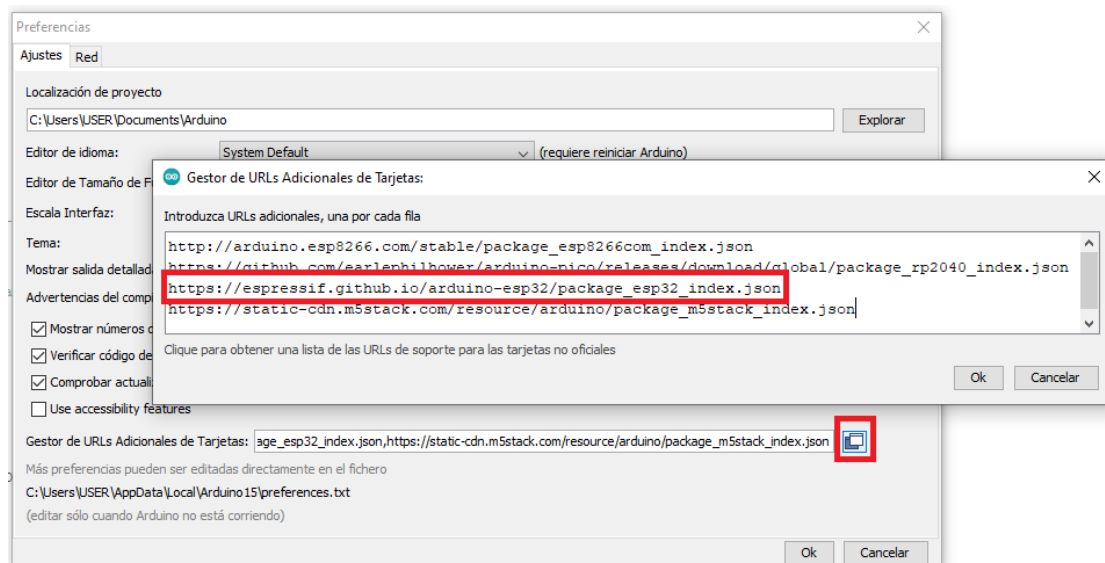 Preferencias
Ajustes Red
Localización de proyecto
C:\Users\USER\Documents\Arduino Explorar
Editor de idioma: System Default (requiere reiniciar Arduino)
Editor de Tamaño de
Gestor de URLs Adicionales de Tarjetas:
Escala Interfaz:
Introduzca URLs adicionales, una por cada fila
Tema:
http://arduino.esp8266.com/stable/package_esp8266com_index.json
https://github.com/earlephilhower/arduino-pico/releases/download/global/package_rp2040_index.json
https://espressif.github.io/arduino-esp32/package_esp32_index.json
https://static-cdn.m5stack.com/resource/arduino/package_m5stack_index.json
Mostrar salida detallad
Advertencias del compi
Mostrar números
Verificar código de
Clique para obtener una lista de las URLs de soporte para las tarjetas no oficiales
Comprobar actuali
Ok Cancelar
Use accessibility features
Gestor de URLs Adicionales de Tarjetas: age_esp32_index.json,https://static-cdn.m5stack.com/resource/arduino/package_m5stack_index.json
Más preferencias pueden ser editadas directamente en el fichero
C:\Users\USER\AppData\Local\Arduino15\preferences.txt
(editar sólo cuando Arduino no está corriendo)
Ok Cancelar